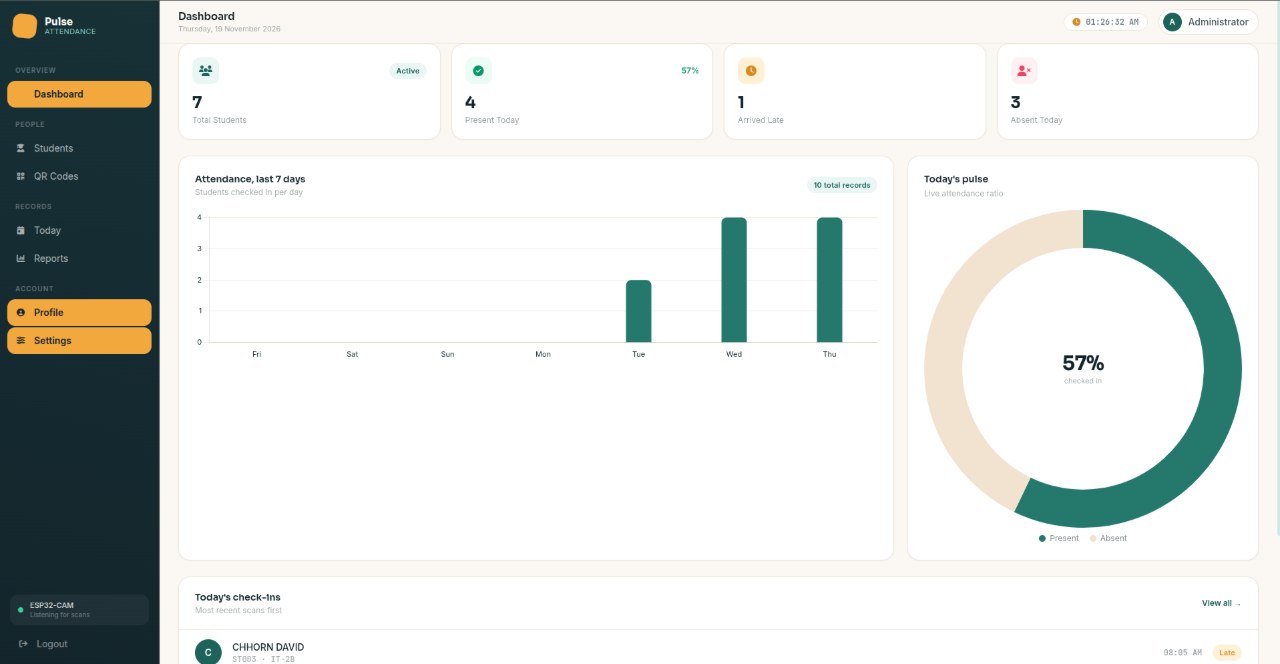 Pulse
ATTENDANCE
OVERVIEW
Dashboard
PEOPLE
Students
QR Codes
RECORDS
Today
Reports
ACCOUNT
Profile
Settings
ESP32-CAM
Listening for scans
Logout
Dashboard
Thursday, 19 November 2026
01:26:32 AM
A
Administrator
Active
7
Total Students
57%
4
Present Today
1
Arrived Late
3
Absent Today
Attendance, last 7 days
Students checked in per day
10 total records
4
3
2
1
0
Fri
Sat
Sun
Mon
Tue
Wed
Thu
Today's pulse
Live attendance ratio
57%
checked in
Present
Absent
Today's check-ins
Most recent scans first
View all →
C
CHHORN DAVID
ST003 · IT-2B
08:05 AM
Late